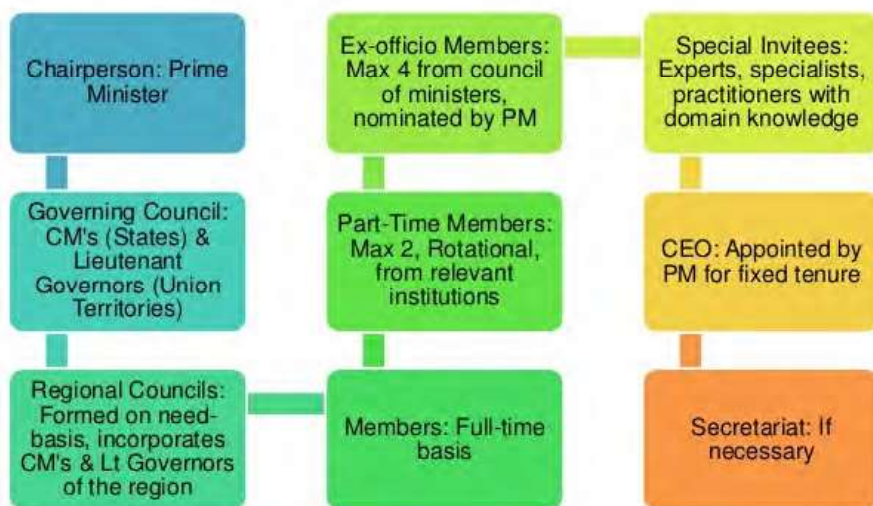 Chairperson: Prime
Minister
Governing Council:
CM's (States) &
Lieutenant
Governors (Union
Territories)
Regional Councils:
Formed on need-
basis, incorporates
CM's & Lt Governors
of the region
Members: Full-time
basis
Part-Time Members:
Max 2, Rotational,
from relevant
institutions
Ex-officio Members:
Max 4 from council
of ministers,
nominated by PM
Special Invitees:
Experts, specialists,
practitioners with
domain knowledge
CEO: Appointed by
PM for fixed tenure
Secretariat: If
necessary